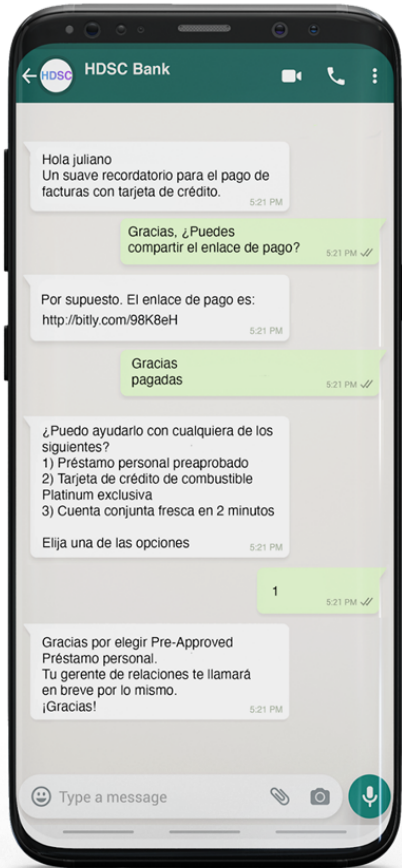 HDSC
HDSC Bank
Hola juliano
Un suave recordatorio para el pago de
facturas con tarjeta de crédito.
5:21 PM
Gracias, ¿Puedes
compartir el enlace de pago?
5:21 PM
Por supuesto. El enlace de pago es:
http://bitly.com/98K8eH
5:21 PM
Gracias
pagadas
5:21 PM
¿Puedo ayudarlo con cualquiera de los
siguientes?
1) Préstamo personal preaprobado
2) Tarjeta de crédito de combustible
Platinum exclusiva
3) Cuenta conjunta fresca en 2 minutos
Elija una de las opciones
5:21 PM
1
5:21 PM
Gracias por elegir Pre-Approved
Préstamo personal.
Tu gerente de relaciones te llamará
en breve por lo mismo.
¡Gracias!
5:21 PM
Type a message